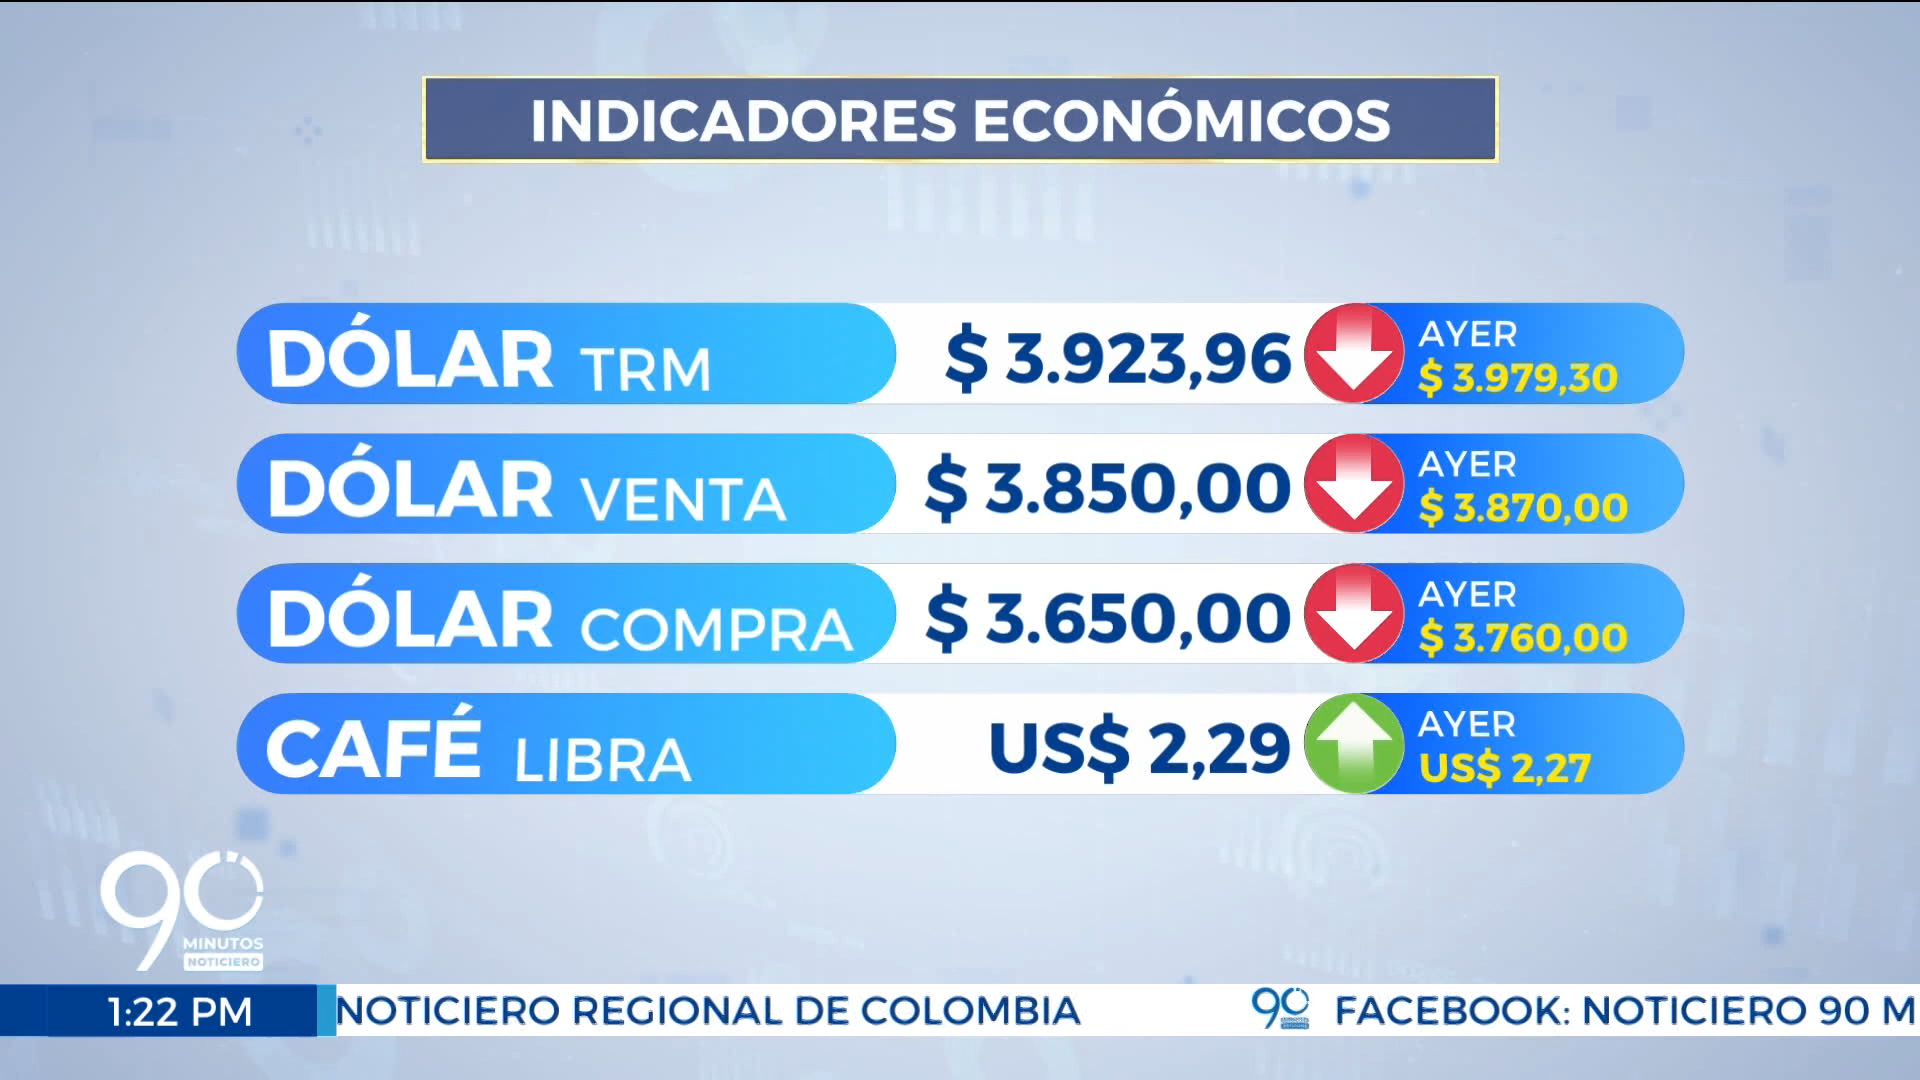 INDICADORES ECONÓMICOS
DÓLAR TRM $ 3.923,96 AYER $ 3.979,30
DÓLAR VENTA $ 3.850,00 AYER $ 3.870,00
DÓLAR COMPRA $ 3.650,00 AYER $ 3.760,00
CAFÉ LIBRA US$ 2,29 AYER US$ 2,27
90
MINUTOS
NOTICIERO
1:22 PM NOTICIERO REGIONAL DE COLOMBIA 90 FACEBOOK: NOTICIERO 90 M